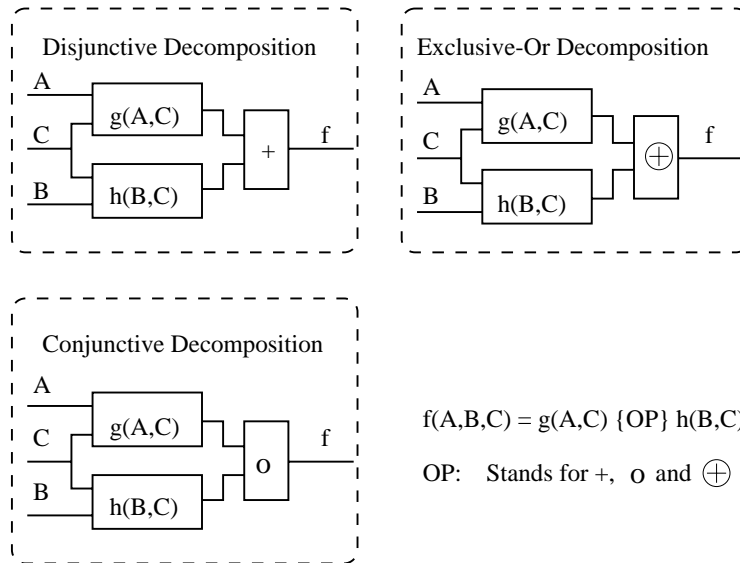 Disjunctive Decomposition
A
g(A,C)
C
+
f
B
h(B,C)
Exclusive-Or Decomposition
A
g(A,C)
C
⊕
f
B
h(B,C)
Conjunctive Decomposition
A
g(A,C)
C
o
f
B
h(B,C)
f(A,B,C) = g(A,C) {OP} h(B,C)
OP: Stands for +, o and ⊕